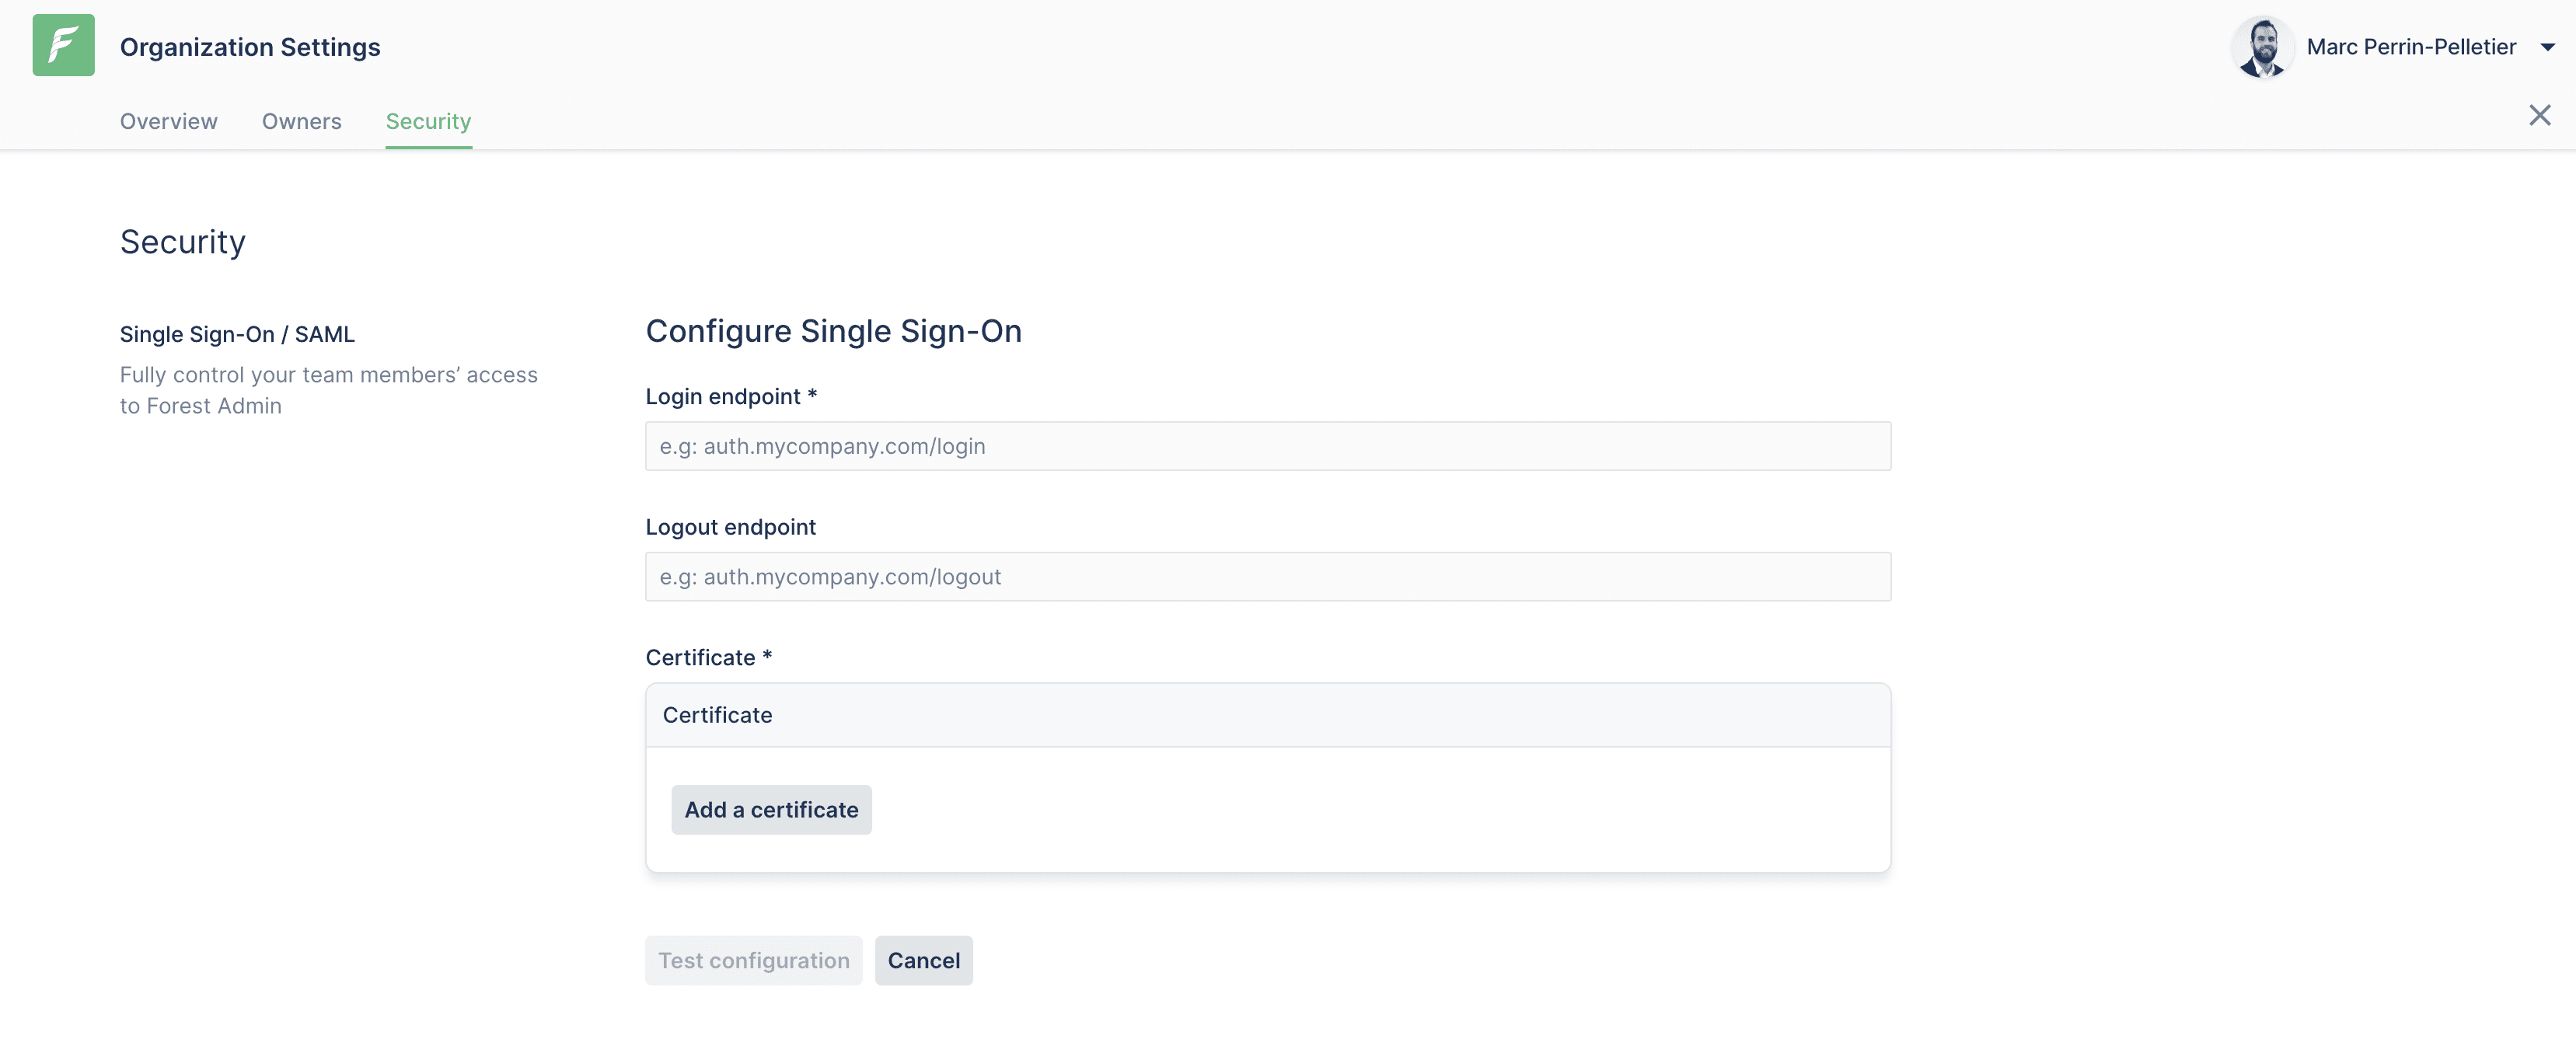 Organization Settings
Marc Perrin-Pelletier
Overview
Owners
Security
Security
Single Sign-On / SAML
Fully control your team members’ access
to Forest Admin
Configure Single Sign-On
Login endpoint *
e.g: auth.mycompany.com/login
Logout endpoint
e.g: auth.mycompany.com/logout
Certificate *
Certificate
Add a certificate
Test configuration
Cancel